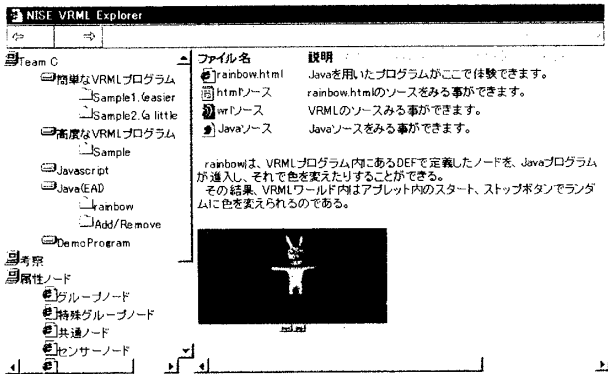 NISE VRML Explorer
Team C
簡単なVRMLプログラム
Sample1.(easier
Sample2.(a little
高度なVRMLプログラム
Sample
Javascript
Java(EAI)
rainbow
Add/Remove
DemoProgram
考察
属性ノード
グループノード
特殊グループノード
共通ノード
センサーノード
ファイル名 説明
rainbow.html Javaを用いたプログラムがここで体験できます。
htmlソース rainbow.htmlのソースをみる事ができます。
wrlソース VRMLのソースみる事ができます。
Javaソース Javaソースをみる事ができます。
rainbowは、VRMLプログラム内にあるDEFで定義したノードを、Javaプログラム
が進入し、それで色を変えたりすることができる。
その結果、VRMLワールド内はアプレット内のスタート、ストップボタンでランダ
ムに色を変えられるのである。